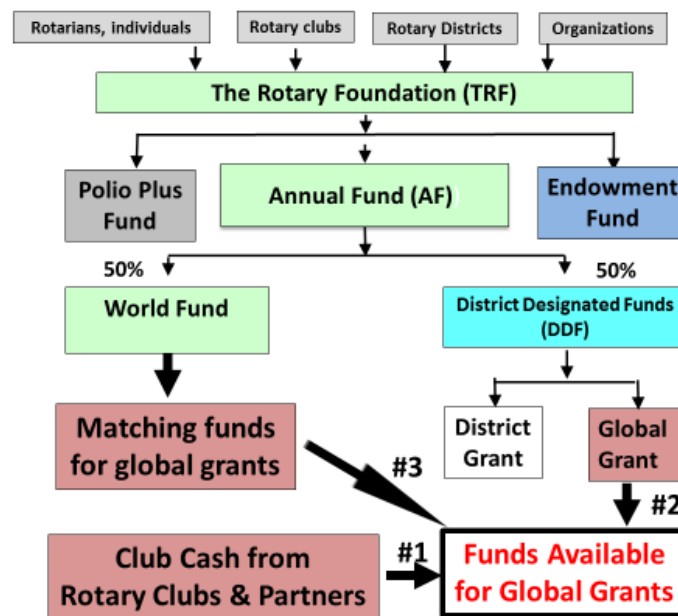 Rotarians, individuals
Rotary clubs
Rotary Districts
Organizations
The Rotary Foundation (TRF)
Polio Plus
Fund
Annual Fund (AF)
Endowment
Fund
50%
50%
World Fund
District Designated Funds
(DDF)
Matching funds
for global grants
District
Grant
Global
Grant
#3
#2
Club Cash from
Rotary Clubs & Partners
#1
Funds Available
for Global Grants